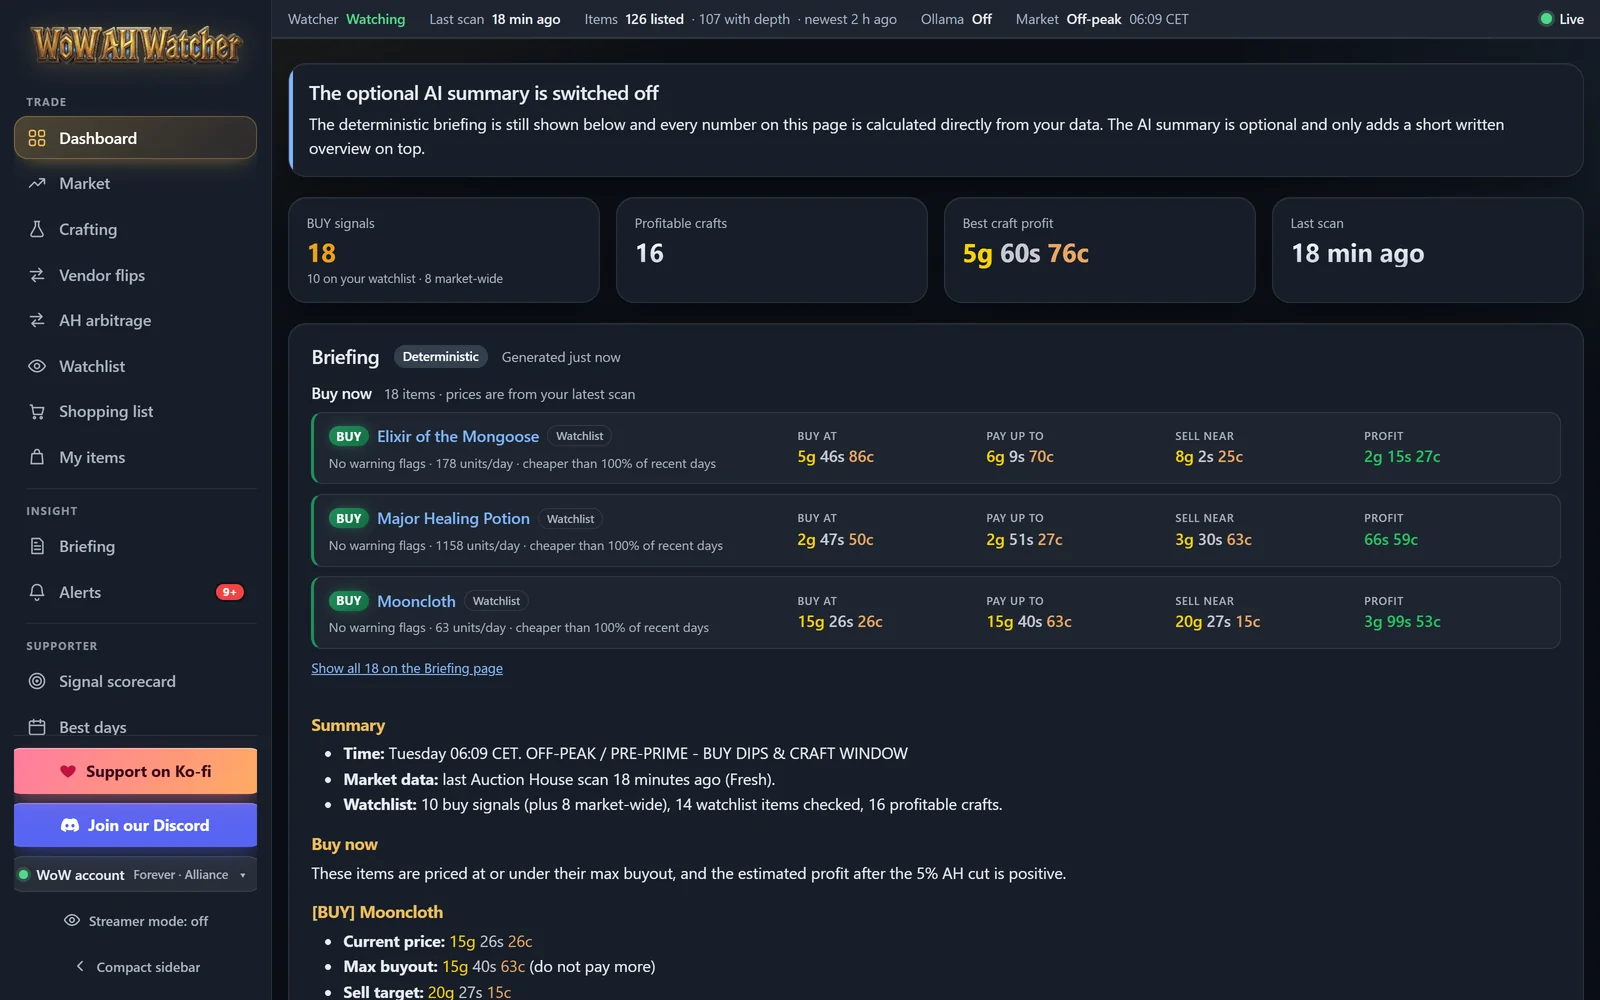 WoW AH Watcher
TRADE
Dashboard
Market
Crafting
Vendor flips
AH arbitrage
Watchlist
Shopping list
My items
INSIGHT
Briefing
Alerts 9+
SUPPORTER
Signal scorecard
Best days
Support on Ko-fi
Join our Discord
WoW account Forever · Alliance
Streamer mode: off
Compact sidebar
Watcher Watching Last scan 18 min ago Items 126 listed · 107 with depth · newest 2 h ago Ollama Off Market Off-peak 06:09 CET Live
The optional AI summary is switched off
The deterministic briefing is still shown below and every number on this page is calculated directly from your data. The AI summary is optional and only adds a short written
overview on top.
BUY signals
18
10 on your watchlist · 8 market-wide
Profitable crafts
16
Best craft profit
5g 60s 76c
Last scan
18 min ago
Briefing Deterministic Generated just now
Buy now 18 items · prices are from your latest scan
BUY Elixir of the Mongoose Watchlist
No warning flags · 178 units/day · cheaper than 100% of recent days
BUY AT
5g 46s 86c
PAY UP TO
6g 9s 70c
SELL NEAR
8g 2s 25c
PROFIT
2g 15s 27c
BUY Major Healing Potion Watchlist
No warning flags · 1158 units/day · cheaper than 100% of recent days
BUY AT
2g 47s 50c
PAY UP TO
2g 51s 27c
SELL NEAR
3g 30s 63c
PROFIT
66s 59c
BUY Mooncloth Watchlist
No warning flags · 63 units/day · cheaper than 100% of recent days
BUY AT
15g 26s 26c
PAY UP TO
15g 40s 63c
SELL NEAR
20g 27s 15c
PROFIT
3g 99s 53c
Show all 18 on the Briefing page
Summary
• Time: Tuesday 06:09 CET. OFF-PEAK / PRE-PRIME - BUY DIPS & CRAFT WINDOW
• Market data: last Auction House scan 18 minutes ago (Fresh).
• Watchlist: 10 buy signals (plus 8 market-wide), 14 watchlist items checked, 16 profitable crafts.
Buy now
These items are priced at or under their max buyout, and the estimated profit after the 5% AH cut is positive.
[BUY] Mooncloth
• Current price: 15g 26s 26c
• Max buyout: 15g 40s 63c (do not pay more)
• Sell target: 20g 27s 15c